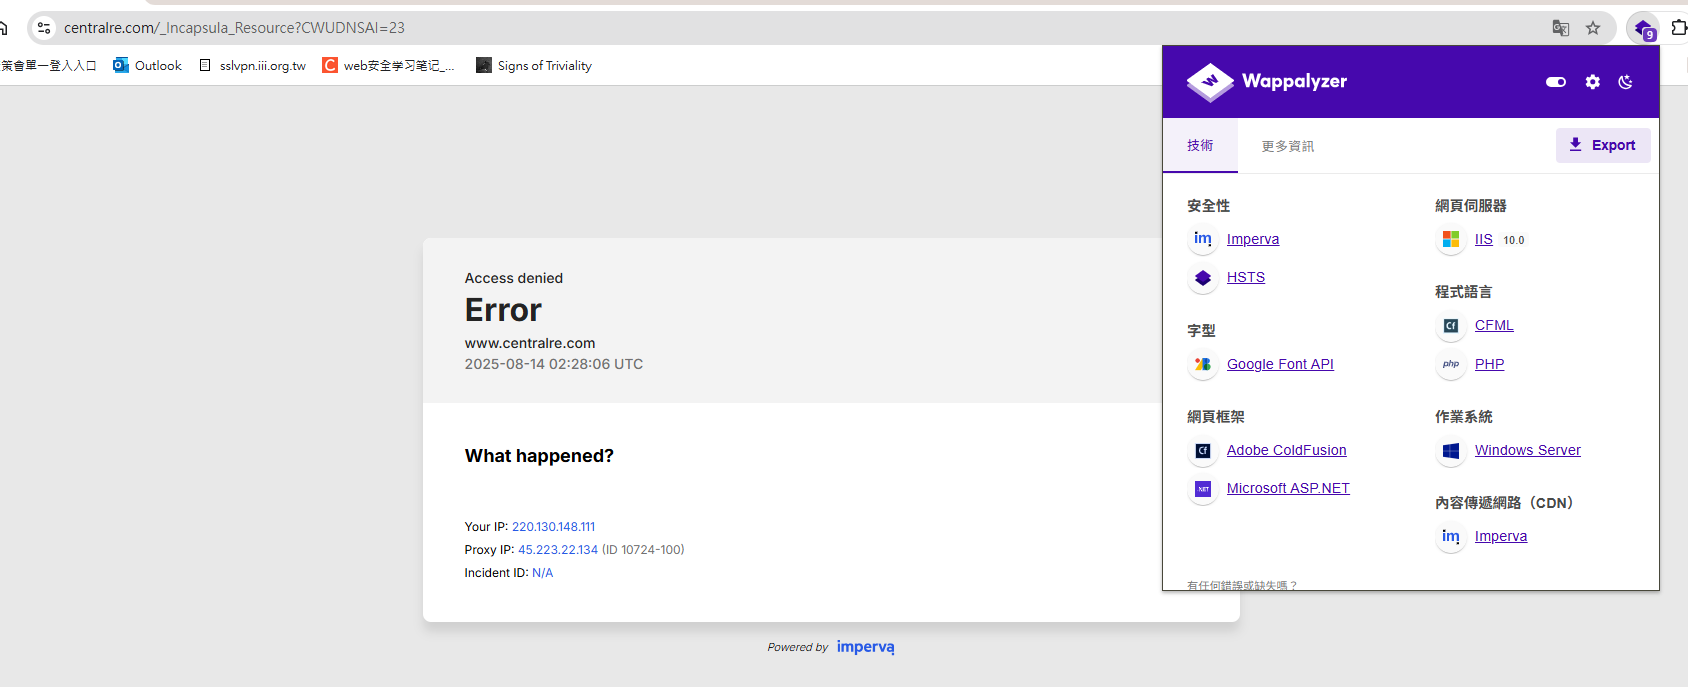 centralre.com/_Incapsula_Resource?CWUDNSAI=23
策會單一登入入口
Outlook
sslvpn.iii.org.tw
web安全学习笔记_...
Signs of Triviality
9
Wappalyzer
技術
更多資訊
Export
安全性
Imperva
HSTS
字型
Google Font API
網頁框架
Adobe ColdFusion
Microsoft ASP.NET
網頁伺服器
IIS 10.0
程式語言
CFML
PHP
作業系統
Windows Server
內容傳遞網路（CDN）
Imperva
有任何錯誤或缺失嗎？
Access denied
Error
www.centralre.com
2025-08-14 02:28:06 UTC
What happened?
Your IP: 220.130.148.111
Proxy IP: 45.223.22.134 (ID 10724-100)
Incident ID: N/A
Powered by imperva